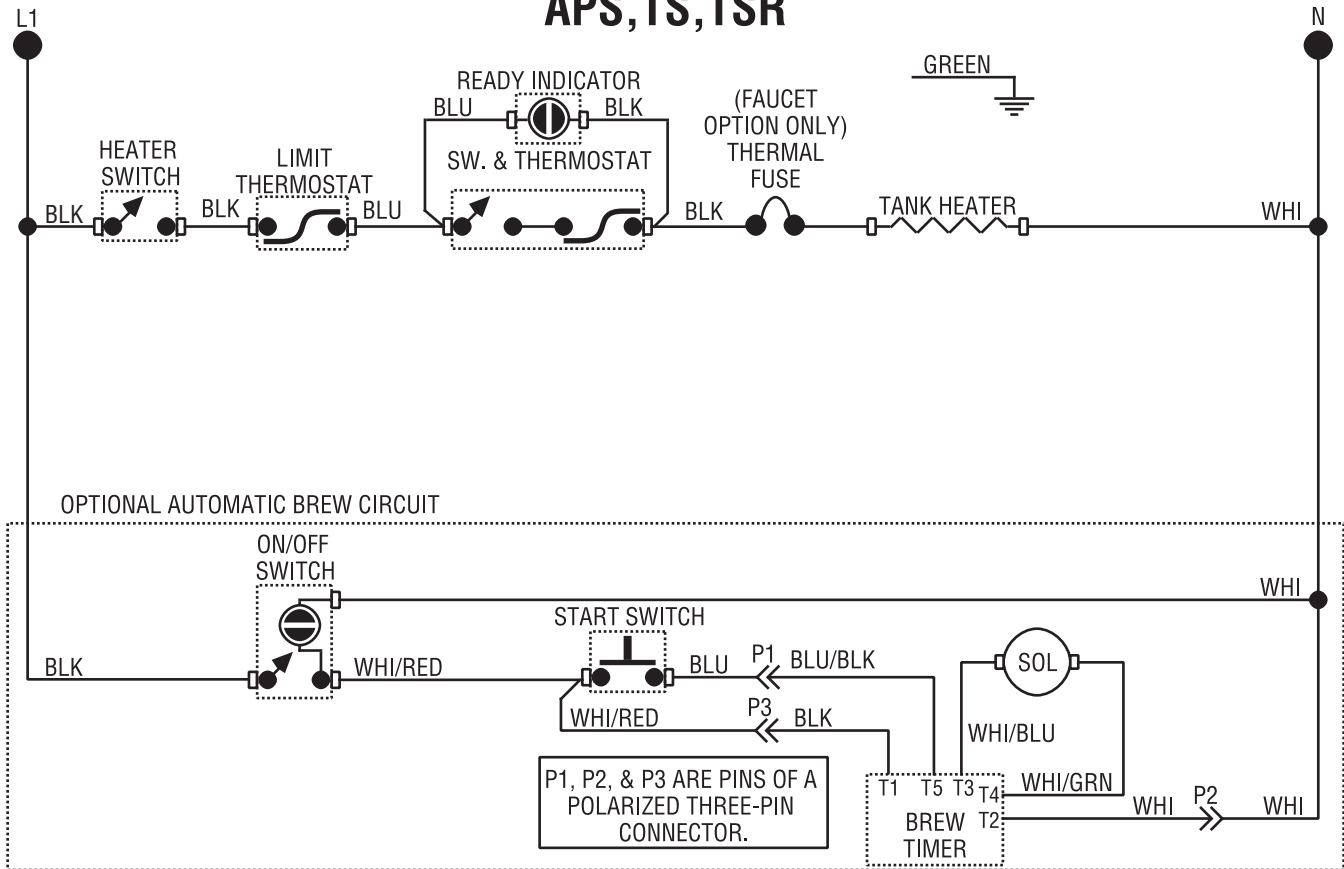 APS,TS,TSR
L1
N
READY INDICATOR
BLU
BLK
SW. & THERMOSTAT
GREEN
(FAUCET
OPTION ONLY)
THERMAL
FUSE
HEATER
SWITCH
LIMIT
THERMOSTAT
BLK
BLK
BLU
BLK
TANK HEATER
WHI
OPTIONAL AUTOMATIC BREW CIRCUIT
ON/OFF
SWITCH
WHI
START SWITCH
BLK
WHI/RED
BLU
P1
BLU/BLK
SOL
WHI/RED
P3
BLK
WHI/BLU
P1, P2, & P3 ARE PINS OF A
POLARIZED THREE-PIN
CONNECTOR.
T1
T5
T3
T4
WHI/GRN
T2
BREW
TIMER
WHI
P2
WHI